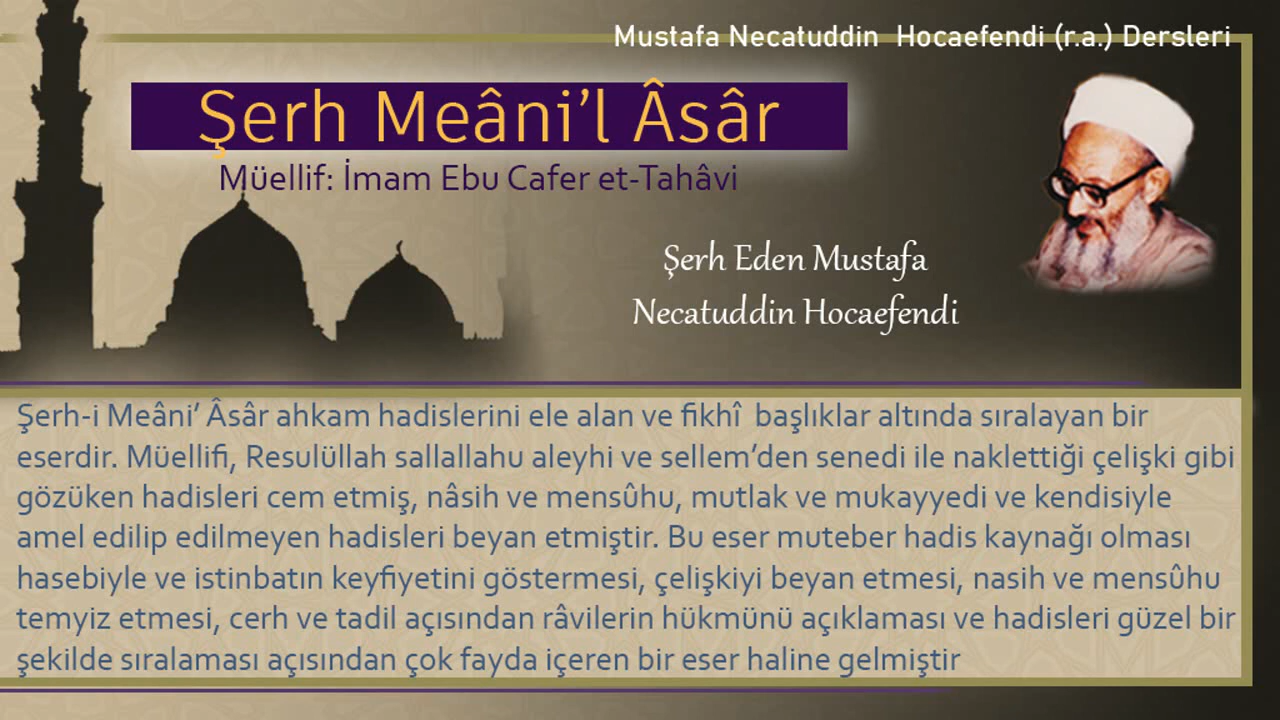 Mustafa Necatuddin Hocaefendi (r.a.) Dersleri
Şerh Meâni’l Âsâr
Müellif: İmam Ebu Cafer et-Tahâvi
Şerh Eden Mustafa
Necatuddin Hocaefendi
Şerh-i Meâni’ Âsâr ahkam hadislerini ele alan ve fikhî başlıklar altında sıralayan bir
eserdir. Müellifi, Resulüllah sallallahu aleyhi ve sellem’den senedi ile naklettiği çelişki gibi
gözüken hadisleri cem etmiş, nâsih ve mensûhu, mutlak ve mukayyedi ve kendisiyle
amel edilip edilmeyen hadisleri beyan etmiştir. Bu eser muteber hadis kaynağı olması
hasebiyle ve istinbatın keyfiyetini göstermesi, çelişkiyi beyan etmesi, nasih ve mensûhu
temyiz etmesi, cerh ve tadil açısından râvilerin hükmünü açıklaması ve hadisleri güzel bir
şekilde sıralaması açısından çok fayda içeren bir eser haline gelmiştir